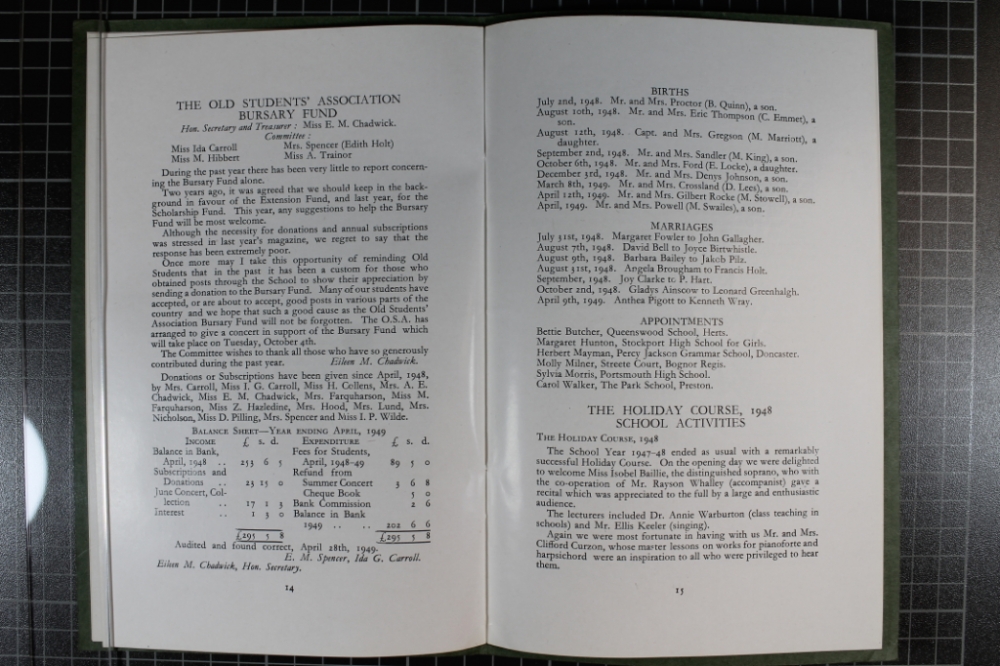 THE OLD STUDENTS' ASSOCIATION
BURSARY FUND
Hon. Secretary and Treasurer : Miss E. M. Chadwick.
Committee :
Miss Ida Carroll Mrs. Spencer (Edith Holt)
Miss M. Hibbert Miss A. Trainor
During the past year there has been very little to report concern-
ing the Bursary Fund alone.
Two years ago, it was agreed that we should keep in the back-
ground in favour of the Extension Fund, and last year, for the
Scholarship Fund. This year, any suggestions to help the Bursary
Fund will be most welcome.
Although the necessity for donations and annual subscriptions
was stressed in last year's magazine, we regret to say that the
response has been extremely poor.
Once more may I take this opportunity of reminding Old
Students that in the past it has been a custom for those who
obtained posts through the School to show their appreciation by
sending a donation to the Bursary Fund. Many of our students have
accepted, or are about to accept, good posts in various parts of the
country and we hope that such a good cause as the Old Students'
Association Bursary Fund will not be forgotten. The O.S.A. has
arranged to give a concert in support of the Bursary Fund which
will take place on Tuesday, October 4th.
The Committee wishes to thank all those who have so generously
contributed during the past year. Eileen M. Chadwick.
Donations or Subscriptions have been given since April, 1948,
by Mrs. Carroll, Miss I. G. Carroll, Miss H. Cellens, Mrs. A. E.
Chadwick, Miss E. M. Chadwick, Mrs. Farquharson, Miss M.
Farquharson, Miss Z. Hazledine, Mrs. Hood, Mrs. Lund, Mrs.
Nicholson, Miss D. Pilling, Mrs. Spencer and Miss I. P. Wilde.
BALANCE SHEET—YEAR ENDING APRIL, 1949
INCOME £ s. d. EXPENDITURE £ s. d.
Balance in Bank, Fees for Students,
April, 1948 .. 253 6 5 April, 1948-49 89 5 0
Subscriptions and Refund from
Donations .. 23 15 0 Summer Concert 3 6 8
June Concert, Col- Cheque Book 5 0
lection .. 17 1 3 Bank Commission 2 6
Interest .. 1 3 0 Balance in Bank
1949 .. .. 202 6 6
£295 5 8 £295 5 8
Audited and found correct, April 28th, 1949.
E. M. Spencer, Ida G. Carroll.
Eileen M. Chadwick, Hon. Secretary.
14
BIRTHS
July 2nd, 1948. Mr. and Mrs. Proctor (B. Quinn), a son.
August 10th, 1948. Mr. and Mrs. Eric Thompson (C. Emmet), a
son.
August 12th, 1948. Capt. and Mrs. Gregson (M. Marriott), a
daughter.
September 2nd, 1948. Mr. and Mrs. Sandler (M. King), a son.
October 6th, 1948. Mr. and Mrs. Ford (E. Locke), a daughter.
December 3rd, 1948. Mr. and Mrs. Denys Johnson, a son.
March 8th, 1949. Mr. and Mrs. Crossland (D. Lees), a son.
April 12th, 1949. Mr. and Mrs. Gilbert Rocke (M. Stowell), a son.
April, 1949. Mr. and Mrs. Powell (M. Swailes), a son.
MARRIAGES
July 31st, 1948. Margaret Fowler to John Gallagher.
August 7th, 1948. David Bell to Joyce Birtwhistle.
August 9th, 1948. Barbara Bailey to Jakob Pilz.
August 31st, 1948. Angela Brougham to Francis Holt.
September, 1948. Joy Clarke to P. Hart.
October 2nd, 1948. Gladys Ainscow to Leonard Greenhalgh.
April 9th, 1949. Anthea Pigott to Kenneth Wray.
APPOINTMENTS
Bettie Butcher, Queenswood School, Herts.
Margaret Hunton, Stockport High School for Girls.
Herbert Mayman, Percy Jackson Grammar School, Doncaster.
Molly Milner, Streete Court, Bognor Regis.
Sylvia Morris, Portsmouth High School.
Carol Walker, The Park School, Preston.
THE HOLIDAY COURSE, 1948
SCHOOL ACTIVITIES
THE HOLIDAY COURSE, 1948
The School Year 1947-48 ended as usual with a remarkably
successful Holiday Course. On the opening day we were delighted
to welcome Miss Isobel Baillie, the distinguished soprano, who with
the co-operation of Mr. Rayson Whalley (accompanist) gave a
recital which was appreciated to the full by a large and enthusiastic
audience.
The lecturers included Dr. Annie Warburton (class teaching in
schools) and Mr. Ellis Keeler (singing).
Again we were most fortunate in having with us Mr. and Mrs.
Clifford Curzon, whose master lessons on works for pianoforte and
harpsichord were an inspiration to all who were privileged to hear
them.
15